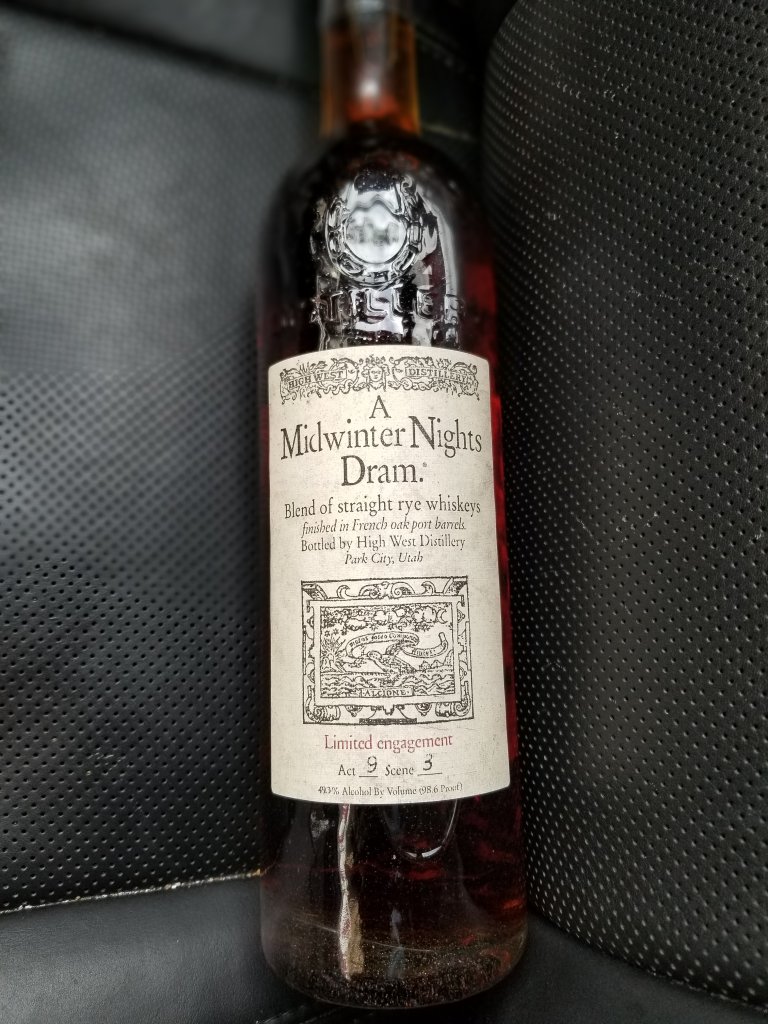 HIGH WEST DISTILLERY
A
Midwinter Nights
Dram.®
Blend of straight rye whiskeys
finished in French oak port barrels.
Bottled by High West Distillery
Park City, Utah
ALCIONE
Limited engagement
Act 9 Scene 3
49.3% Alcohol By Volume (98.6 Proof)